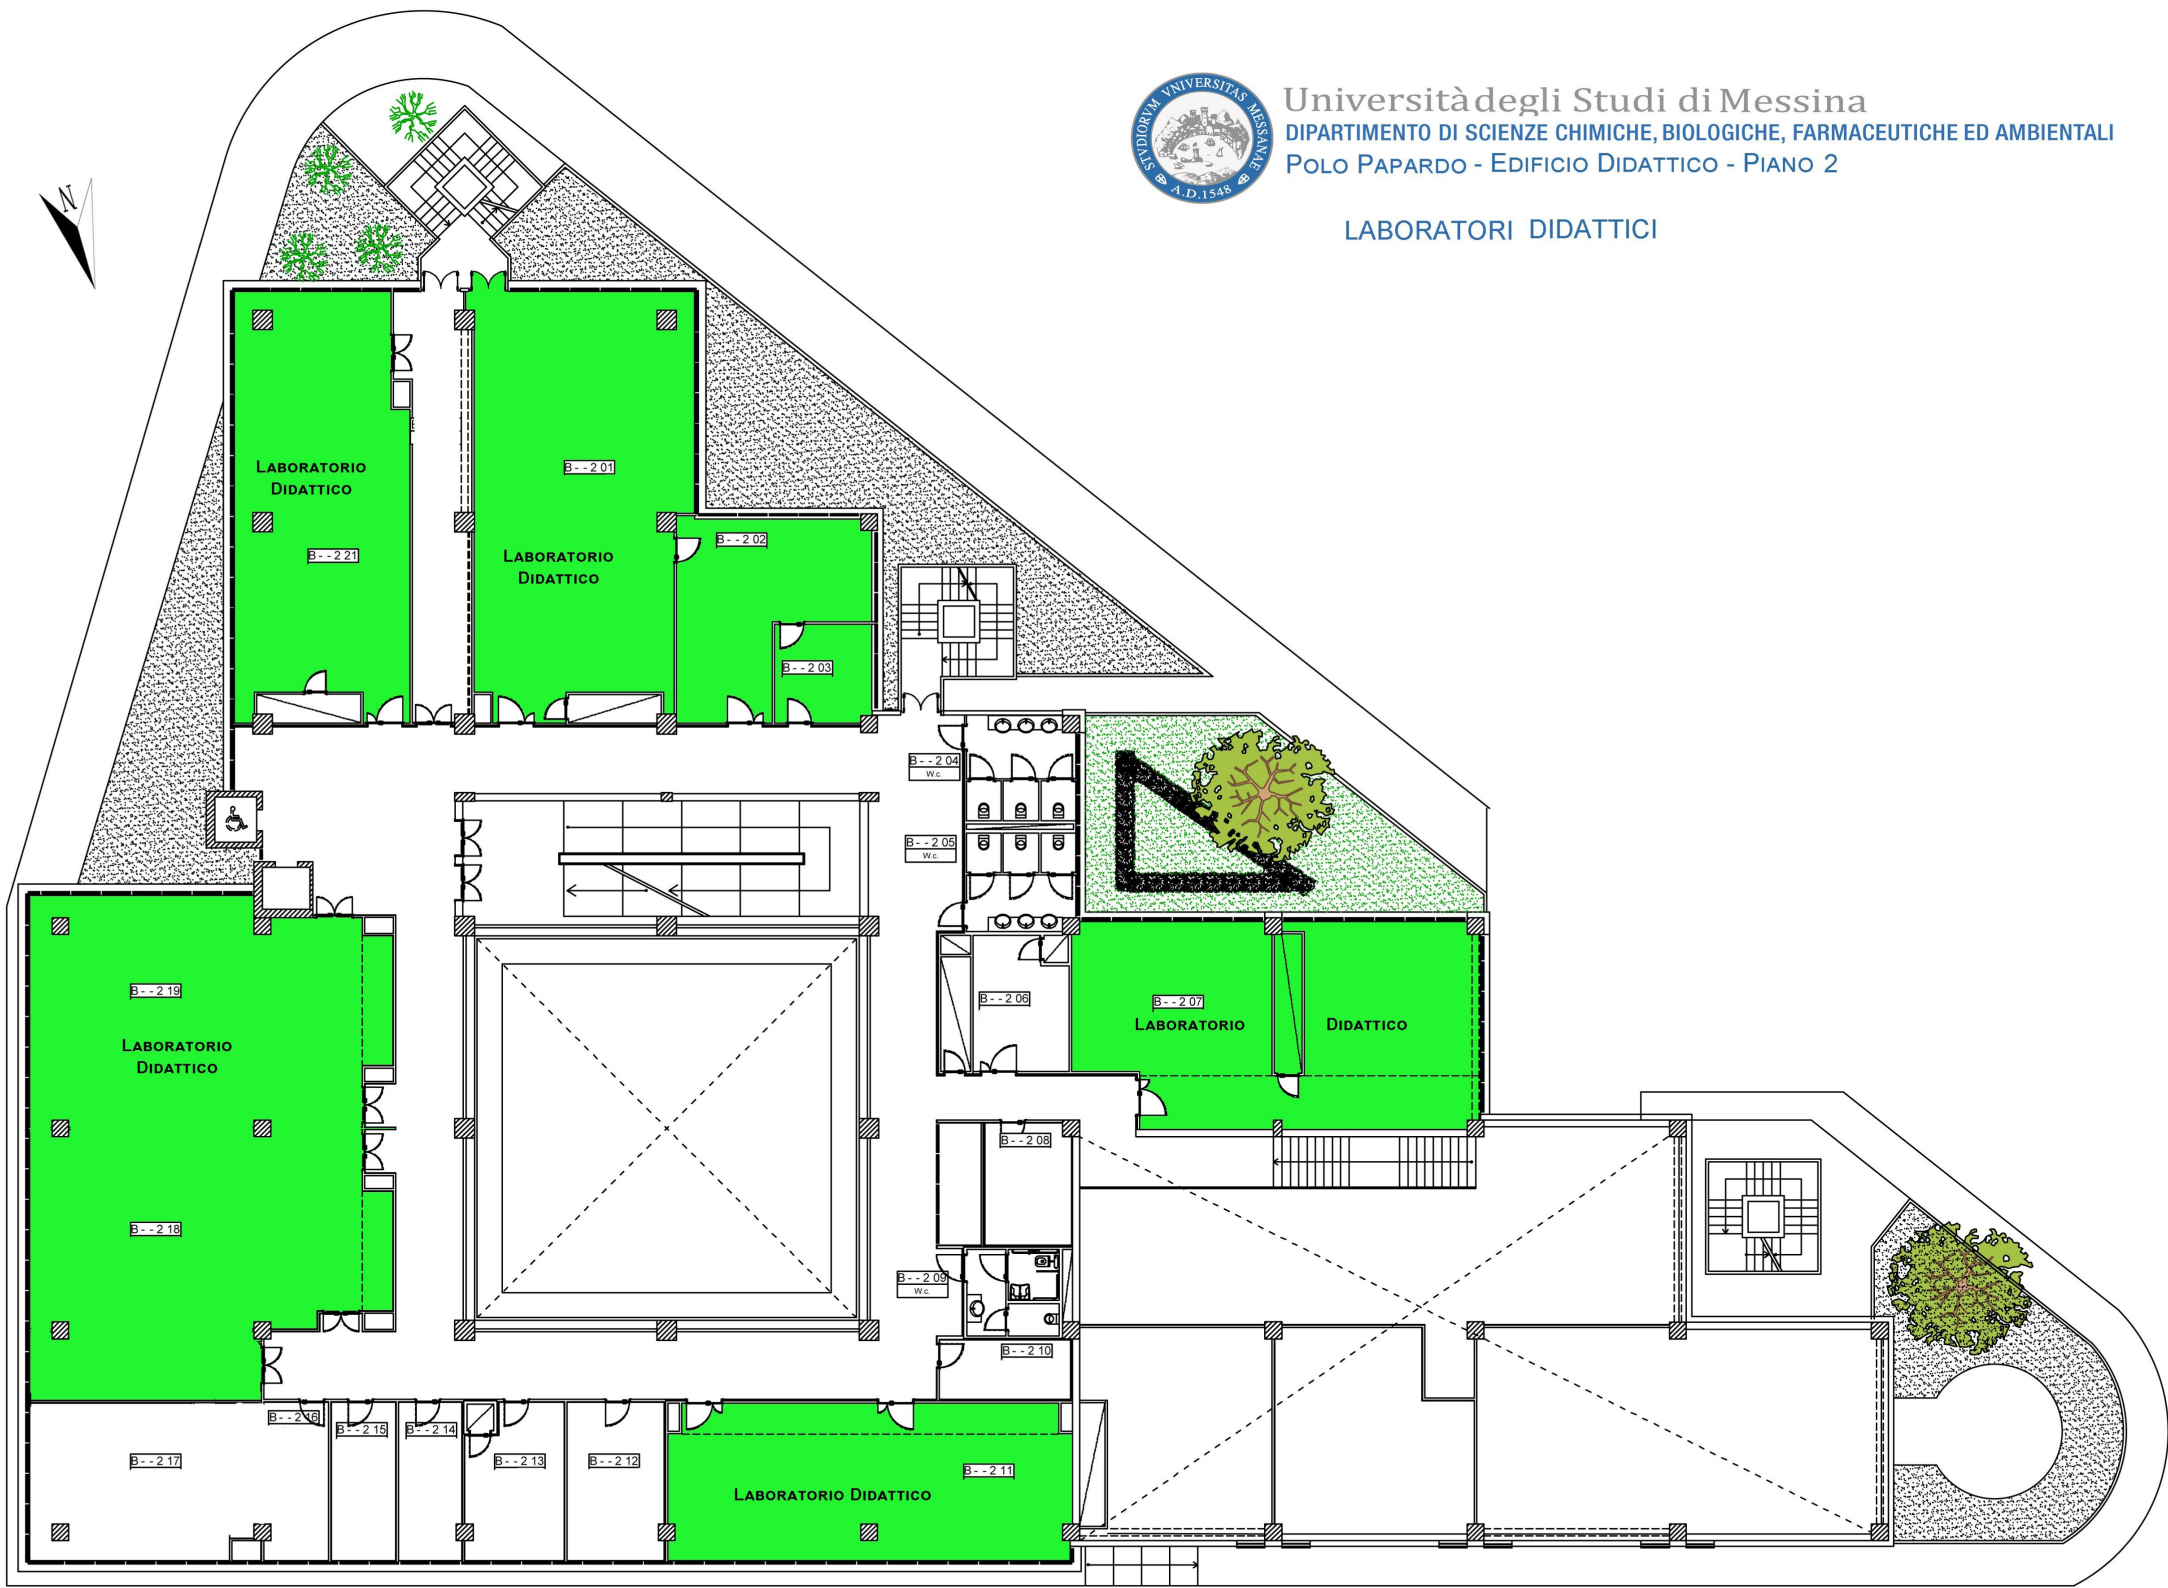 STVDIORVM VNIVERSITAS MESSANAE
A.D.1548
Università degli Studi di Messina
DIPARTIMENTO DI SCIENZE CHIMICHE, BIOLOGICHE, FARMACEUTICHE ED AMBIENTALI
POLO PAPARDO - EDIFICIO DIDATTICO - PIANO 2
LABORATORI DIDATTICI
N
LABORATORIO
DIDATTICO
B--2 21
B--2 01
LABORATORIO
DIDATTICO
B--2 02
B--2 03
B--2 04
W.c.
B--2 05
W.c.
B--2 19
LABORATORIO
DIDATTICO
B--2 18
B--2 06
B--2 07
LABORATORIO DIDATTICO
B--2 08
B--2 09
W.c.
B--2 10
B--2 17
B--2 16
B--2 15
B--2 14
B--2 13
B--2 12
B--2 11
LABORATORIO DIDATTICO